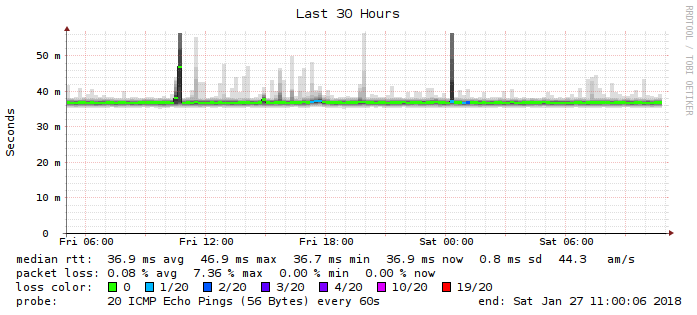 Last 30 Hours
RRDTOOL / TOBI OETIKER
Seconds
50 m
40 m
30 m
20 m
10 m
0
Fri 06:00 Fri 12:00 Fri 18:00 Sat 00:00 Sat 06:00
median rtt: 36.9 ms avg 46.9 ms max 36.7 ms min 36.9 ms now 0.8 ms sd 44.3 am/s
packet loss: 0.08 % avg 7.36 % max 0.00 % min 0.00 % now
loss color: 0 1/20 2/20 3/20 4/20 10/20 19/20
probe: 20 ICMP Echo Pings (56 Bytes) every 60s end: Sat Jan 27 11:00:06 2018